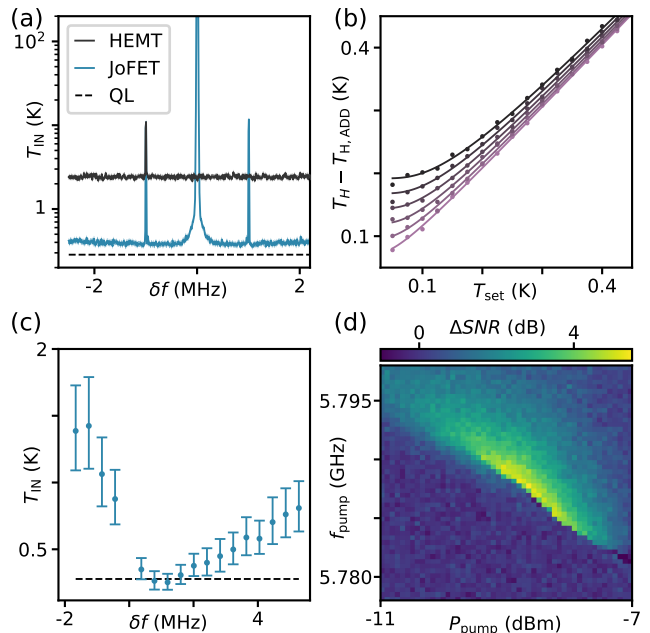 (a)
HEMT
JoFET
QL
10²
1
T_IN (K)
-2
2
δf (MHz)
(b)
0.4
0.1
T_H − T_H,ADD
0.1
0.4
T_set (K)
(c)
2
0.5
T_IN (K)
-2
4
δf (MHz)
(d)
ΔSNR (dB)
0
4
5.795
5.780
f_pump (GHz)
-11
-7
P_pump (dBm)